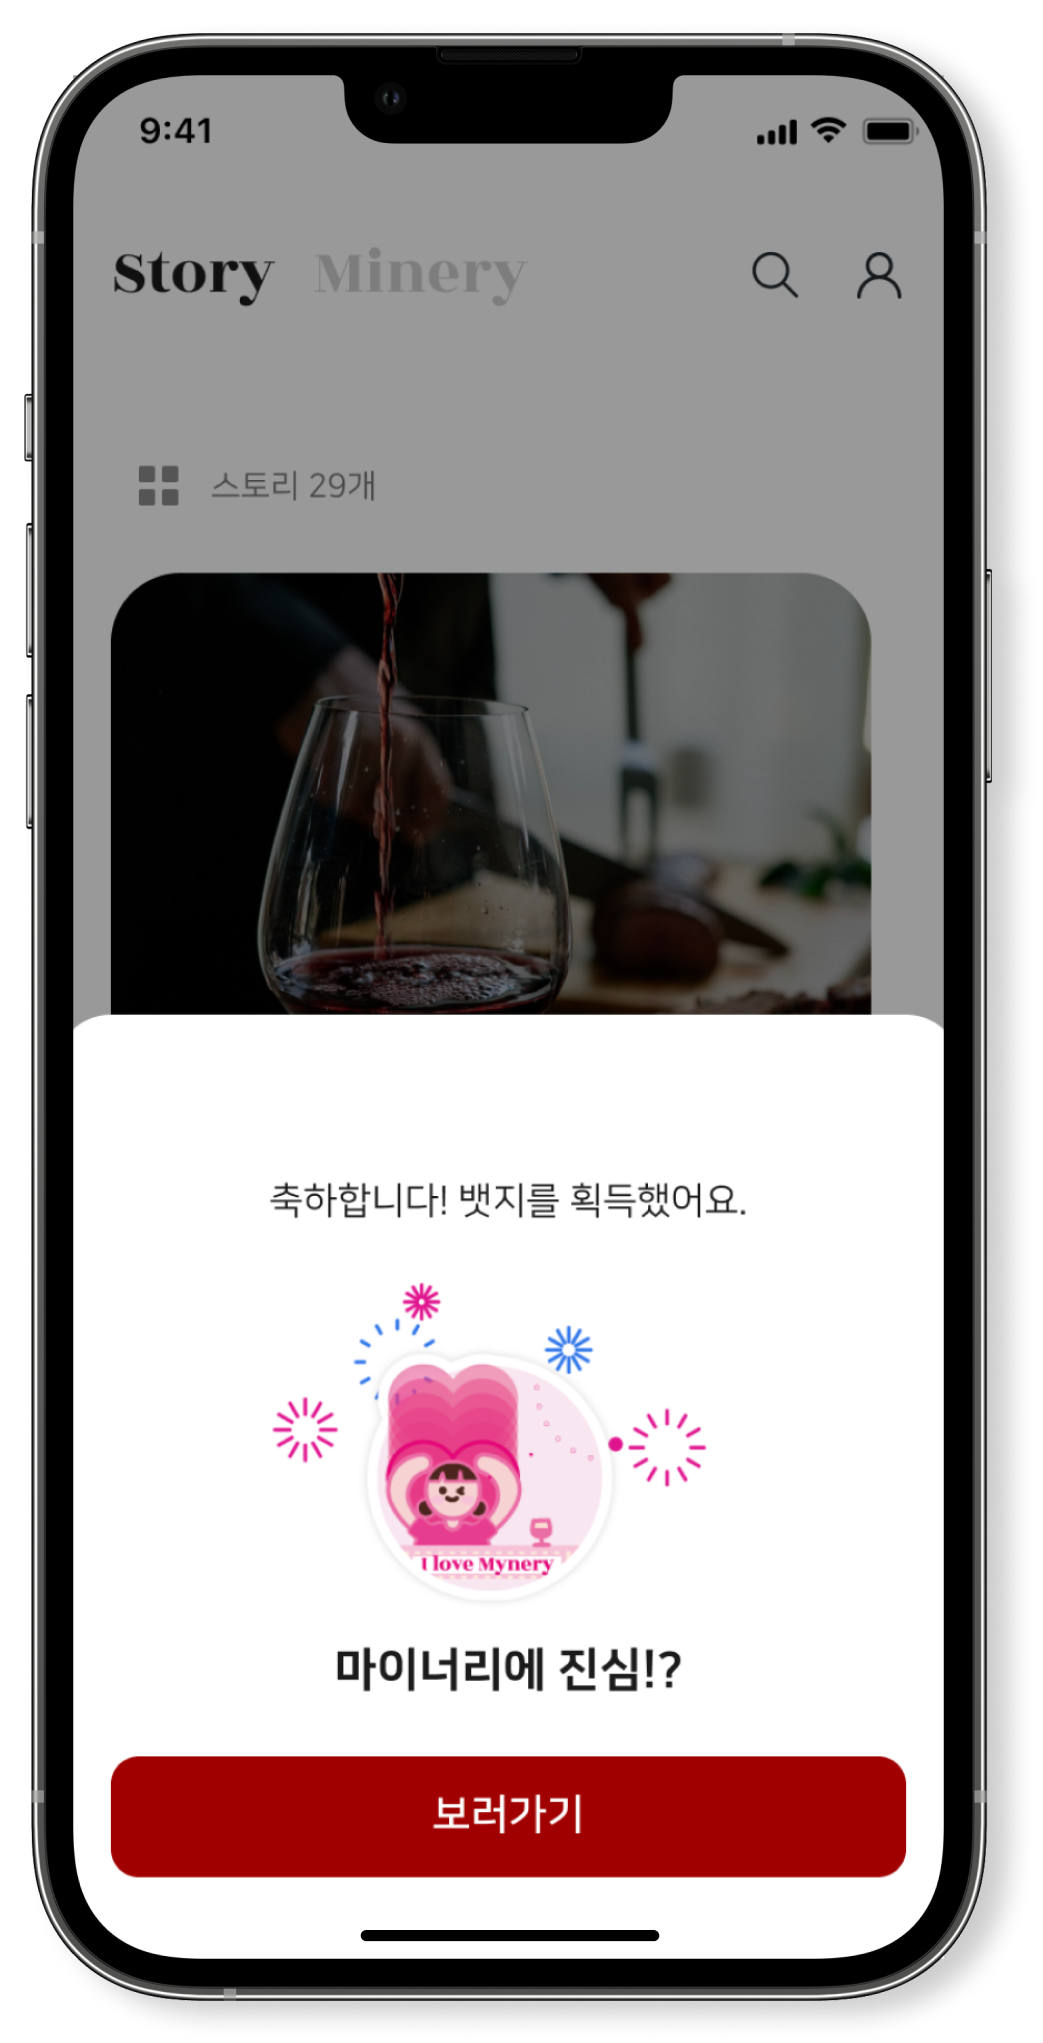 9:41
Story Minery
스토리 29개
축하합니다! 뱃지를 획득했어요.
I love Mynery
마이너리에 진심!?
보러가기